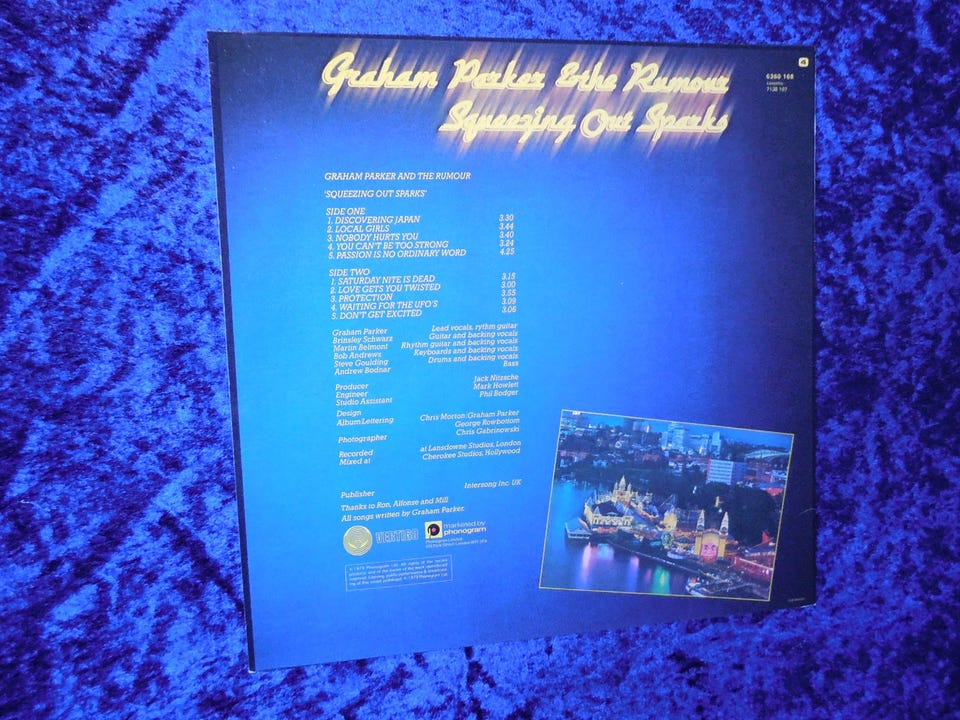 Graham Parker & the Rumour
Squeezing Out Sparks
4
6360 168
7138 107
GRAHAM PARKER AND THE RUMOUR
'SQUEEZING OUT SPARKS'
SIDE ONE
1. DISCOVERING JAPAN 3.30
2. LOCAL GIRLS 3.44
3. NOBODY HURTS YOU 3.40
4. YOU CAN'T BE TOO STRONG 3.24
5. PASSION IS NO ORDINARY WORD 4.25
SIDE TWO
1. SATURDAY NITE IS DEAD 3.15
2. LOVE GETS YOU TWISTED 3.00
3. PROTECTION 3.55
4. WAITING FOR THE UFO'S 3.09
5. DON'T GET EXCITED 3.06
Graham Parker Lead vocals, rythm guitar
Brinsley Schwarz Guitar and backing vocals
Martin Belmont Rhythm guitar and backing vocals
Bob Andrews Keyboards and backing vocals
Steve Goulding Drums and backing vocals
Andrew Bodnar Bass
Producer Jack Nitzsche
Engineer Mark Howlett
Studio Assistant Phil Bodger
Design Chris Morton/Graham Parker
Album Lettering George Rowbottom
Photographer Chris Gabrinowski
Recorded at Lansdowne Studios, London
Mixed at Cherokee Studios, Hollywood
Publisher Intersong Inc. UK
Thanks to Ron, Alfonse and Mill
All songs written by Graham Parker.
VERTIGO
marketed by
phonogram
Phonogram Limited